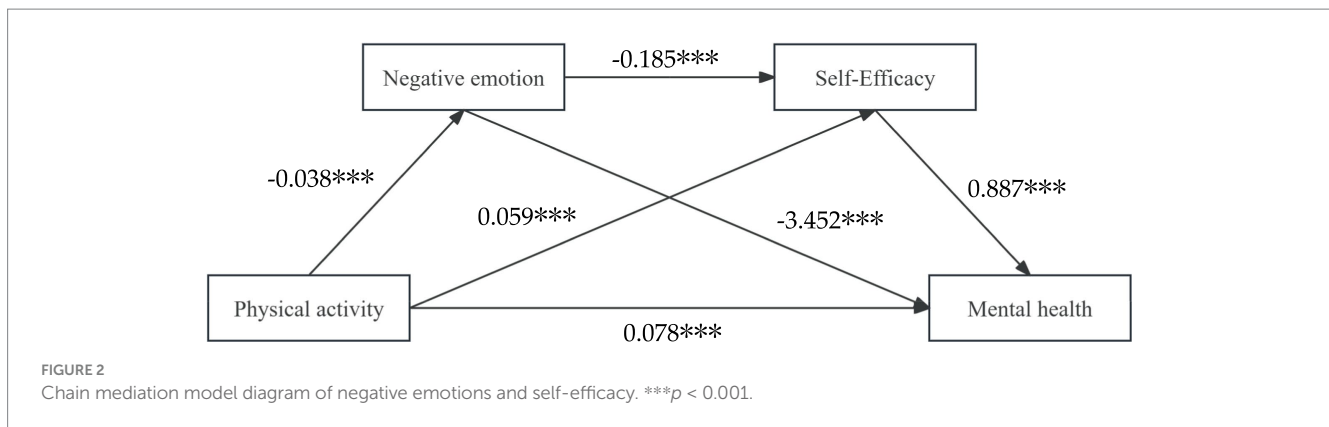 -0.185***
Negative emotion
Self-Efficacy
-0.038***
0.887***
0.059***
-3.452***
Physical activity
Mental health
0.078***
FIGURE 2
Chain mediation model diagram of negative emotions and self-efficacy. ***p < 0.001.